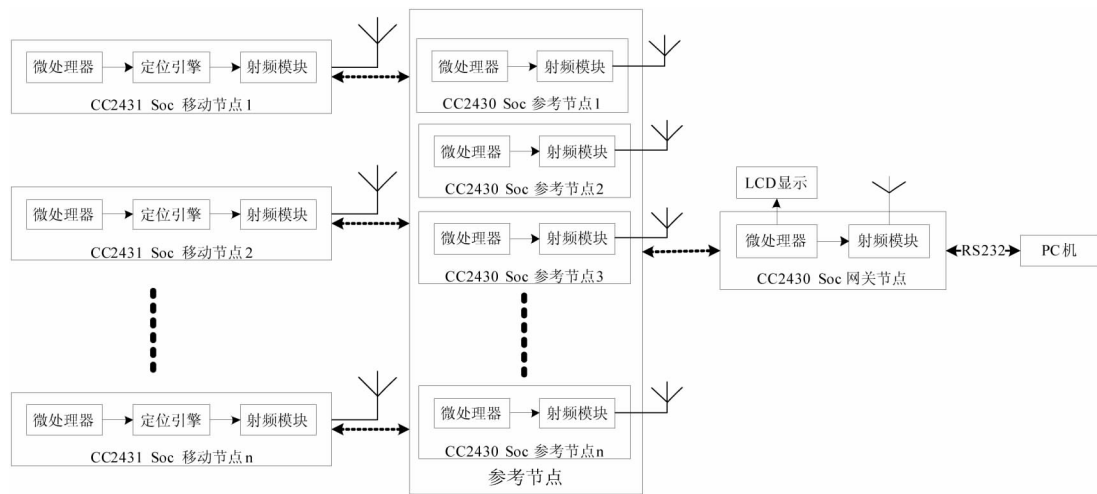 微处理器 定位引擎 射频模块
CC2431 Soc 移动节点1
微处理器 定位引擎 射频模块
CC2431 Soc 移动节点2
微处理器 定位引擎 射频模块
CC2431 Soc 移动节点n
微处理器 射频模块
CC2430 Soc 参考节点1
微处理器 射频模块
CC2430 Soc 参考节点2
微处理器 射频模块
CC2430 Soc 参考节点3
微处理器 射频模块
CC2430 Soc 参考节点n
参考节点
LCD显示
微处理器 射频模块
CC2430 Soc 网关节点
RS232
PC机